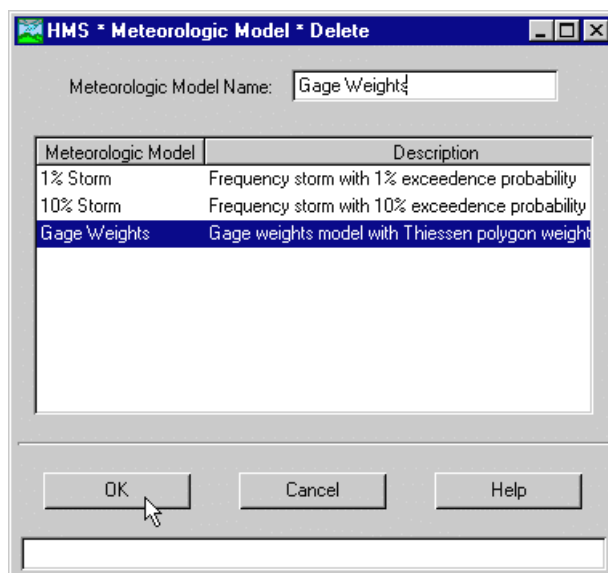 HMS * Meteorologic Model * Delete
Meteorologic Model Name: Gage Weights
Meteorologic Model Description
1% Storm Frequency storm with 1% exceedence probability
10% Storm Frequency storm with 10% exceedence probability
Gage Weights Gage weights model with Thiessen polygon weight
OK Cancel Help